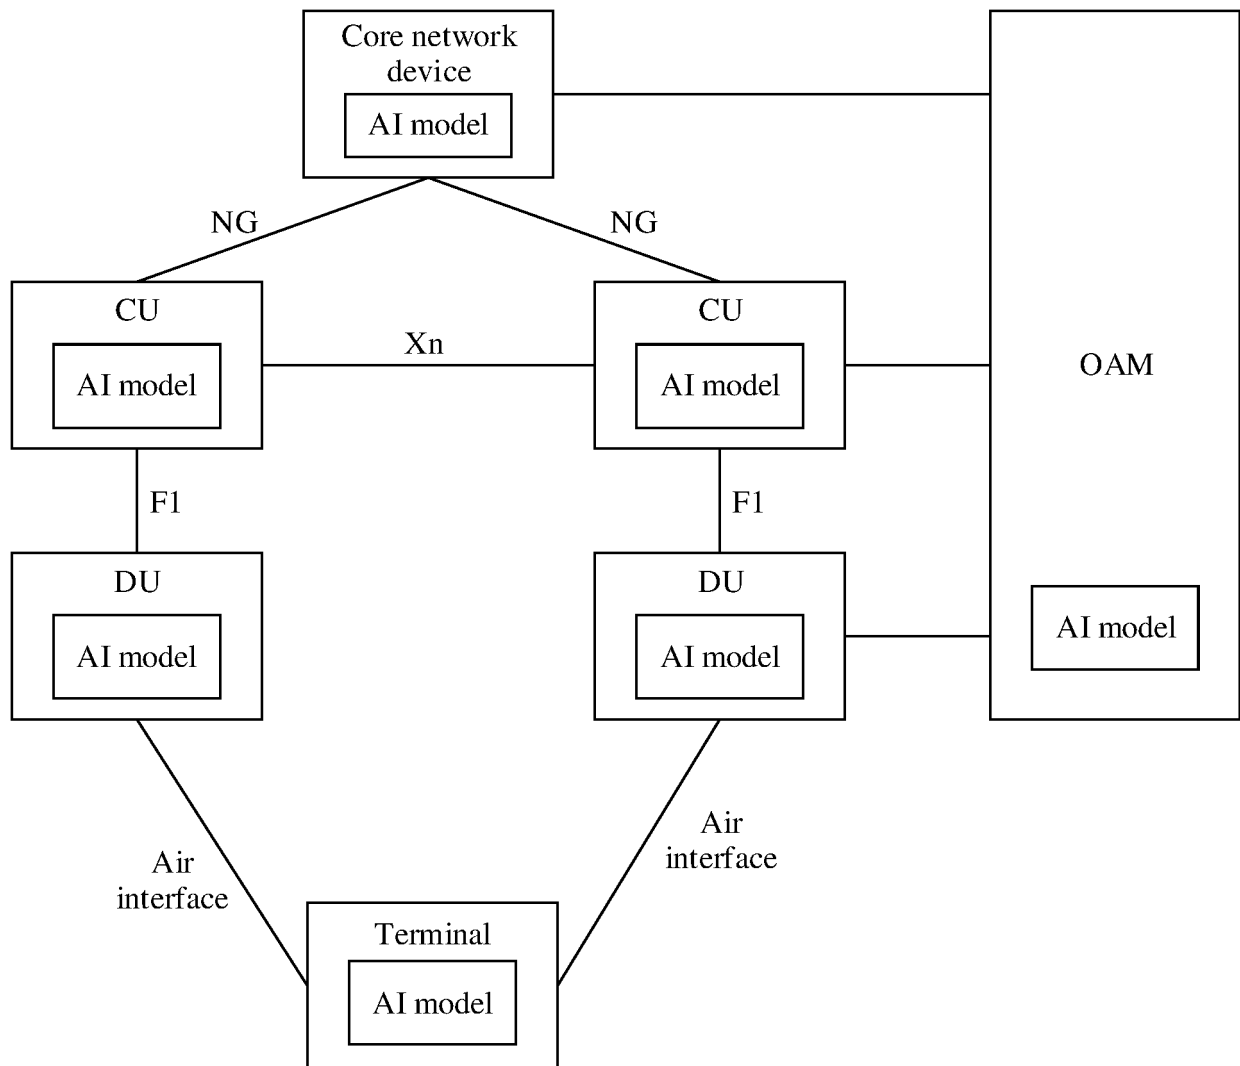 Core network
device
AI model
NG
NG
CU
AI model
Xn
CU
AI model
OAM
F1
F1
DU
AI model
DU
AI model
AI model
Air
interface
Air
interface
Terminal
AI model